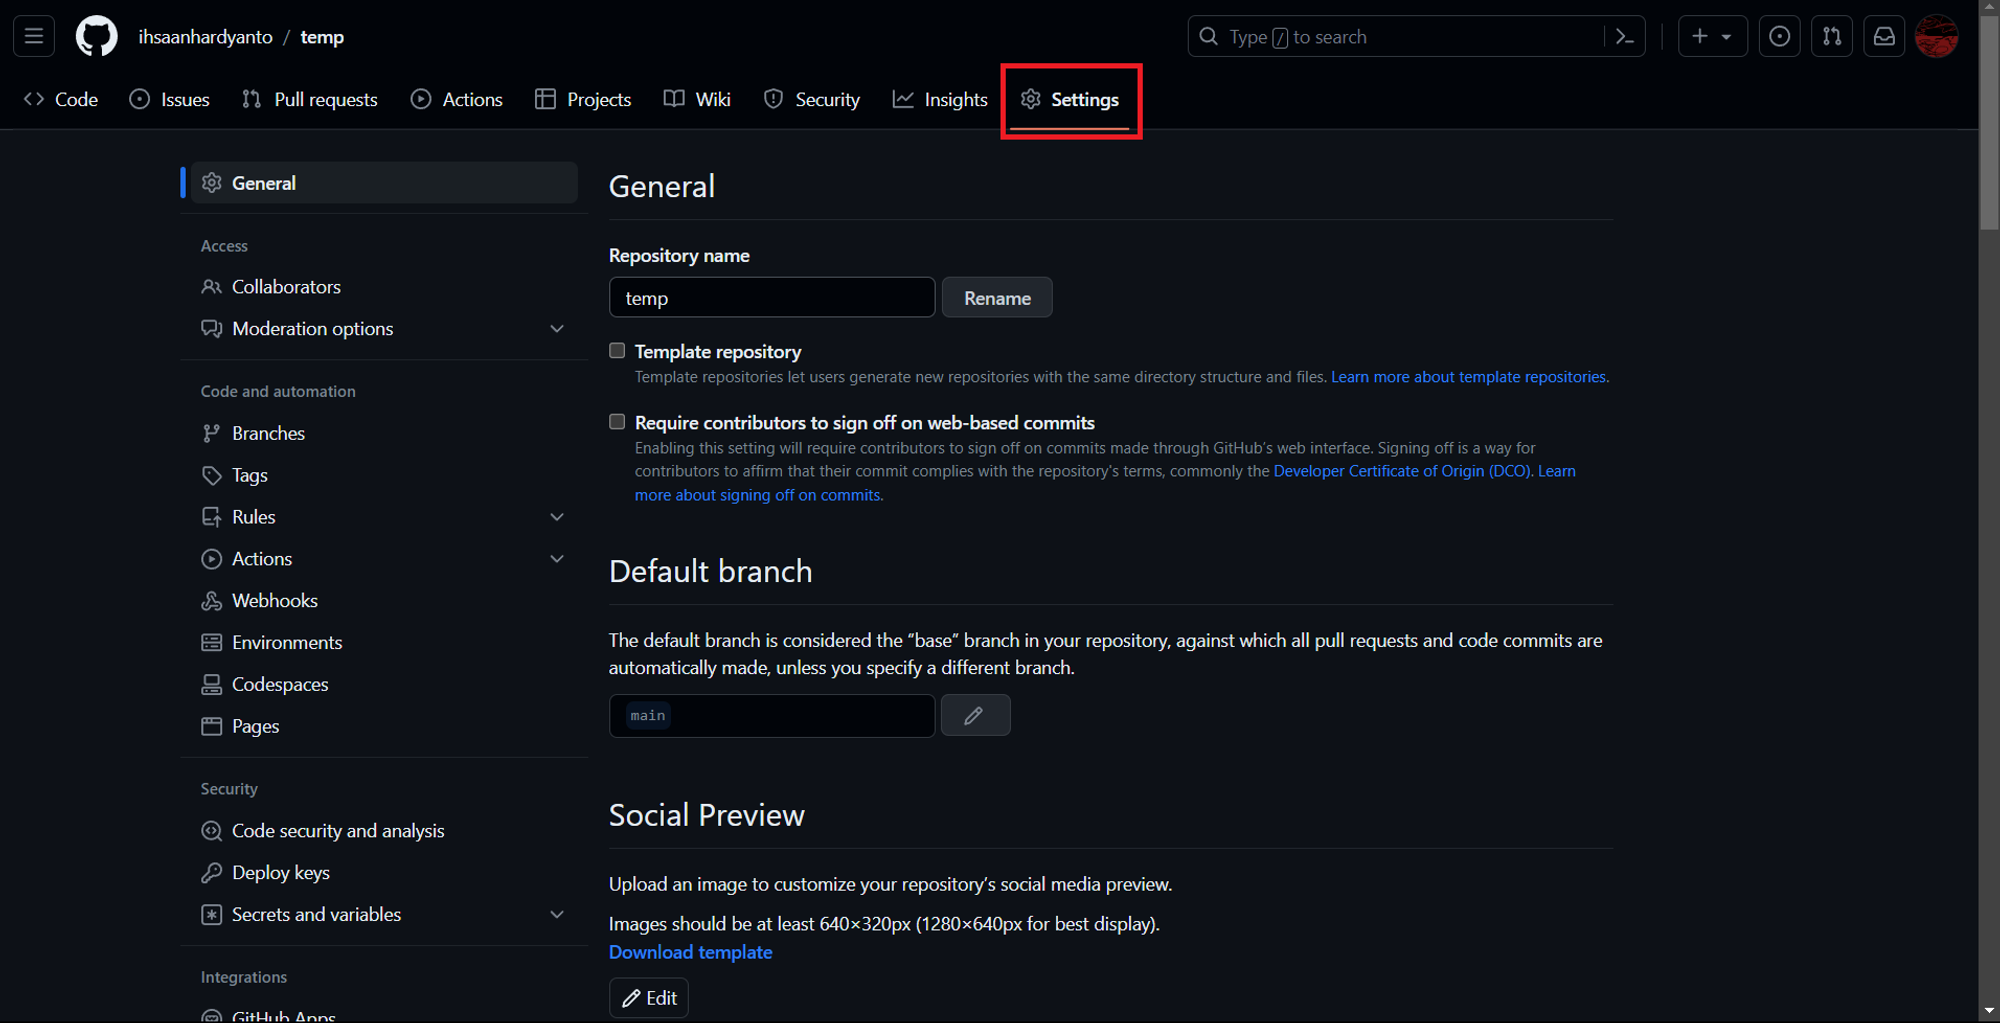 ihsaanhardyanto / temp
Type / to search
Code
Issues
Pull requests
Actions
Projects
Wiki
Security
Insights
Settings
General
Access
Collaborators
Moderation options
Code and automation
Branches
Tags
Rules
Actions
Webhooks
Environments
Codespaces
Pages
Security
Code security and analysis
Deploy keys
Secrets and variables
Integrations
GitHub Apps
General
Repository name
temp
Rename
Template repository
Template repositories let users generate new repositories with the same directory structure and files. Learn more about template repositories.
Require contributors to sign off on web-based commits
Enabling this setting will require contributors to sign off on commits made through GitHub's web interface. Signing off is a way for
contributors to affirm that their commit complies with the repository's terms, commonly the Developer Certificate of Origin (DCO). Learn
more about signing off on commits.
Default branch
The default branch is considered the "base" branch in your repository, against which all pull requests and code commits are
automatically made, unless you specify a different branch.
main
Social Preview
Upload an image to customize your repository's social media preview.
Images should be at least 640×320px (1280×640px for best display).
Download template
Edit